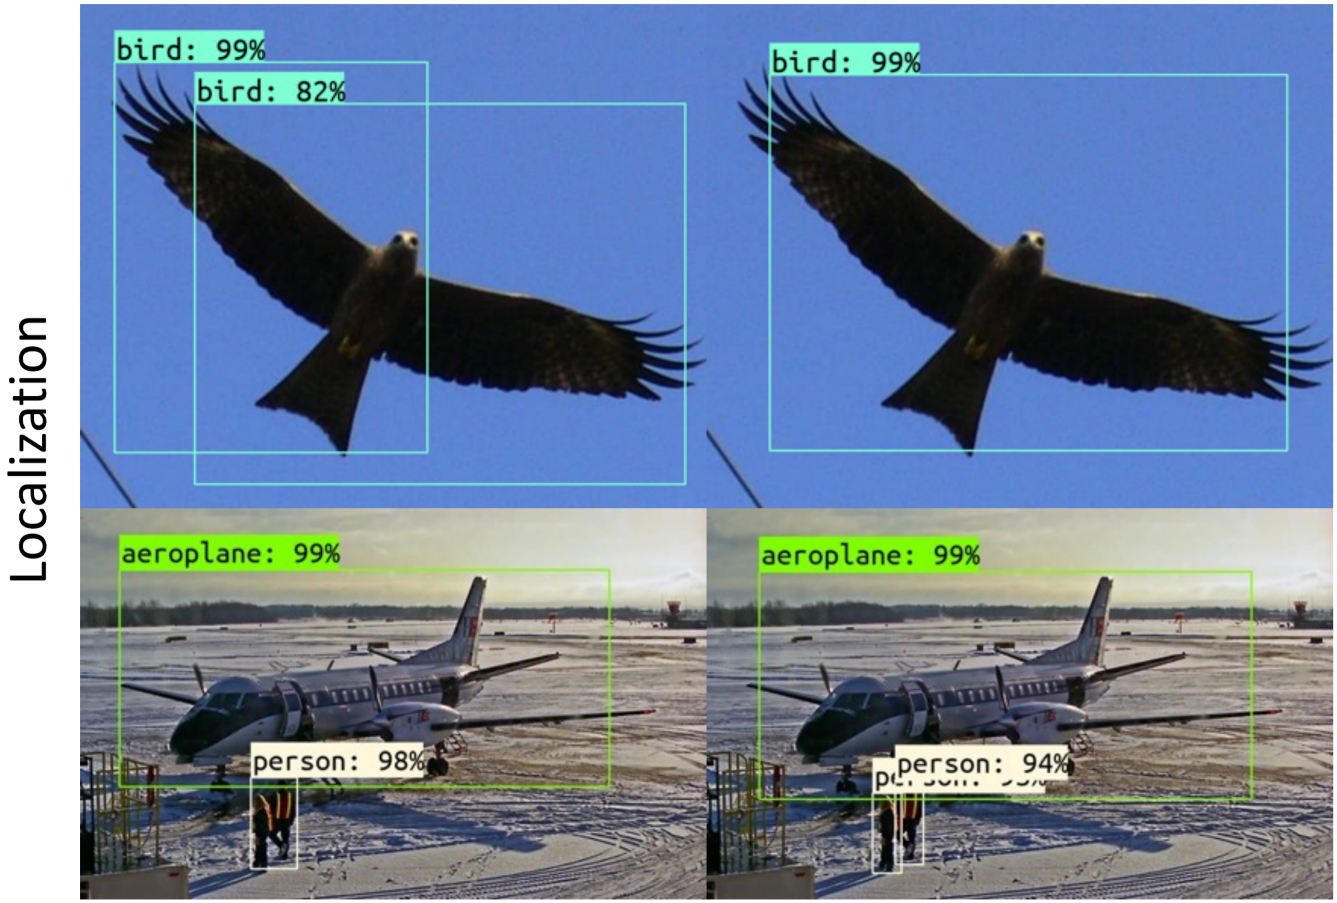 Localization
bird: 99%
bird: 82%
bird: 99%
aeroplane: 99%
person: 98%
aeroplane: 99%
person: 94%